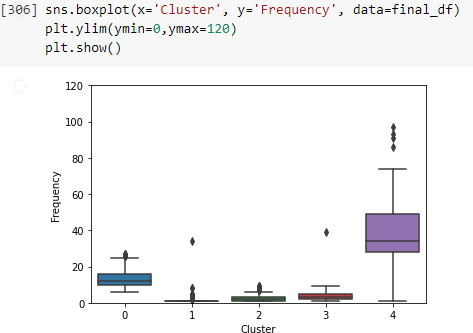 [306] sns.boxplot(x='Cluster', y='Frequency', data=final_df)
plt.ylim(ymin=0,ymax=120)
plt.show()
120
100
80
60
40
20
0
Frequency
0 1 2 3 4
Cluster